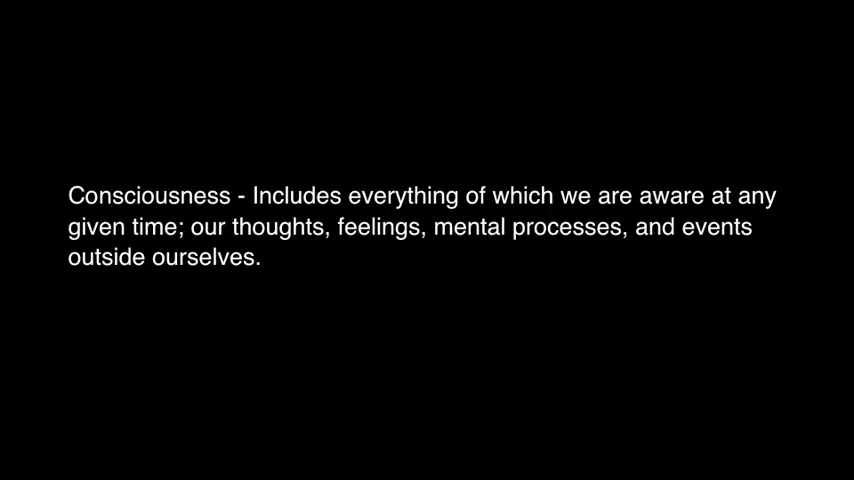 Consciousness - Includes everything of which we are aware at any
given time; our thoughts, feelings, mental processes, and events
outside ourselves.